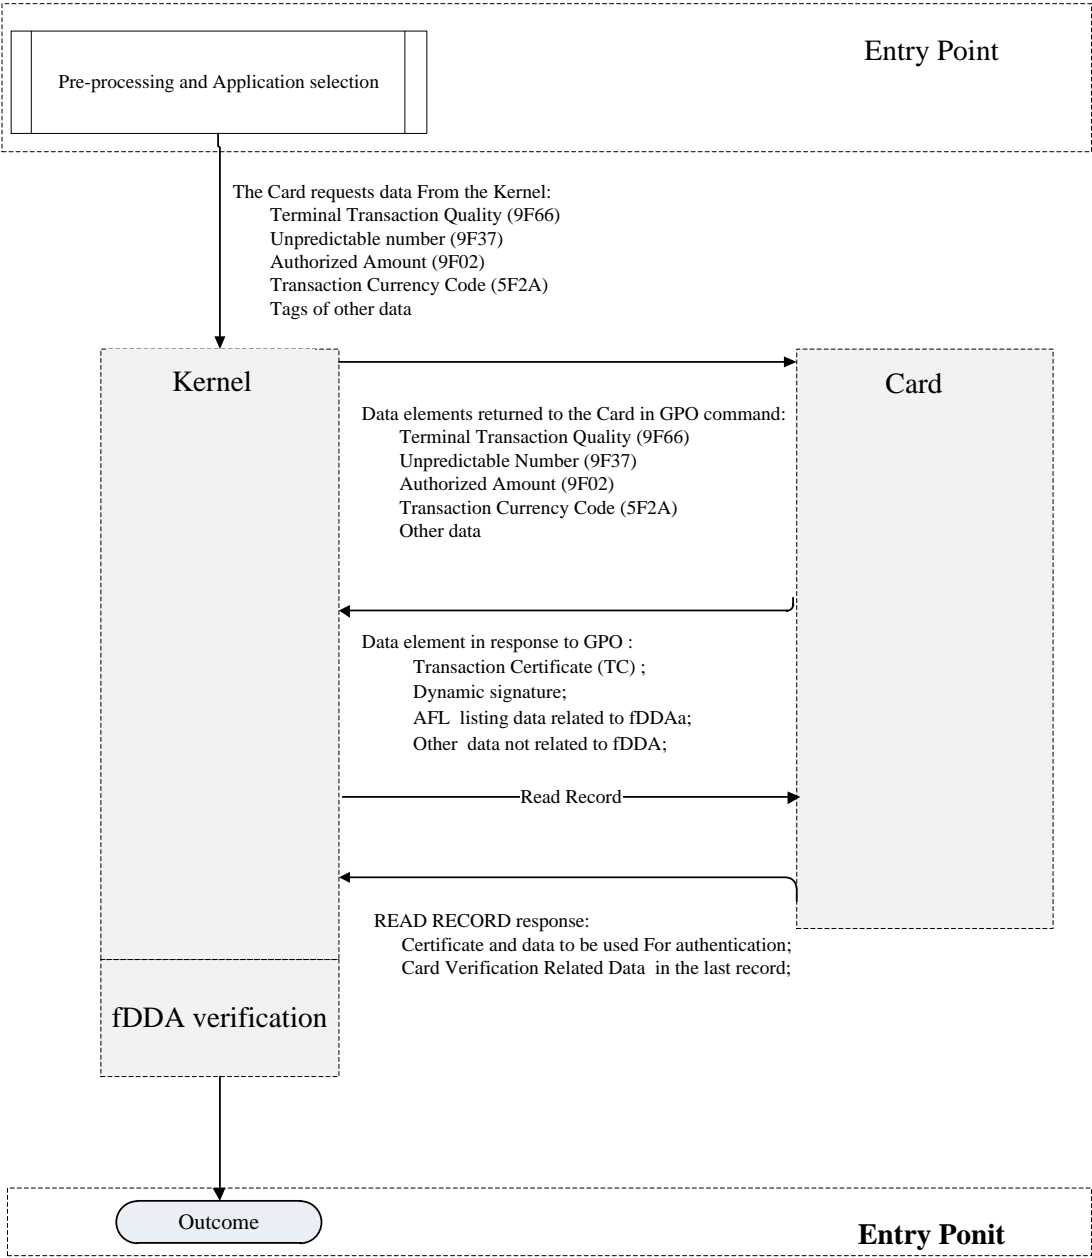 Entry Point
Pre-processing and Application selection
The Card requests data From the Kernel:
Terminal Transaction Quality (9F66)
Unpredictable number (9F37)
Authorized Amount (9F02)
Transaction Currency Code (5F2A)
Tags of other data
Kernel
Card
Data elements returned to the Card in GPO command:
Terminal Transaction Quality (9F66)
Unpredictable Number (9F37)
Authorized Amount (9F02)
Transaction Currency Code (5F2A)
Other data
Data element in response to GPO :
Transaction Certificate (TC) ;
Dynamic signature;
AFL listing data related to fDDAa;
Other data not related to fDDA;
Read Record
READ RECORD response:
Certificate and data to be used For authentication;
Card Verification Related Data in the last record;
fDDA verification
Outcome
Entry Ponit